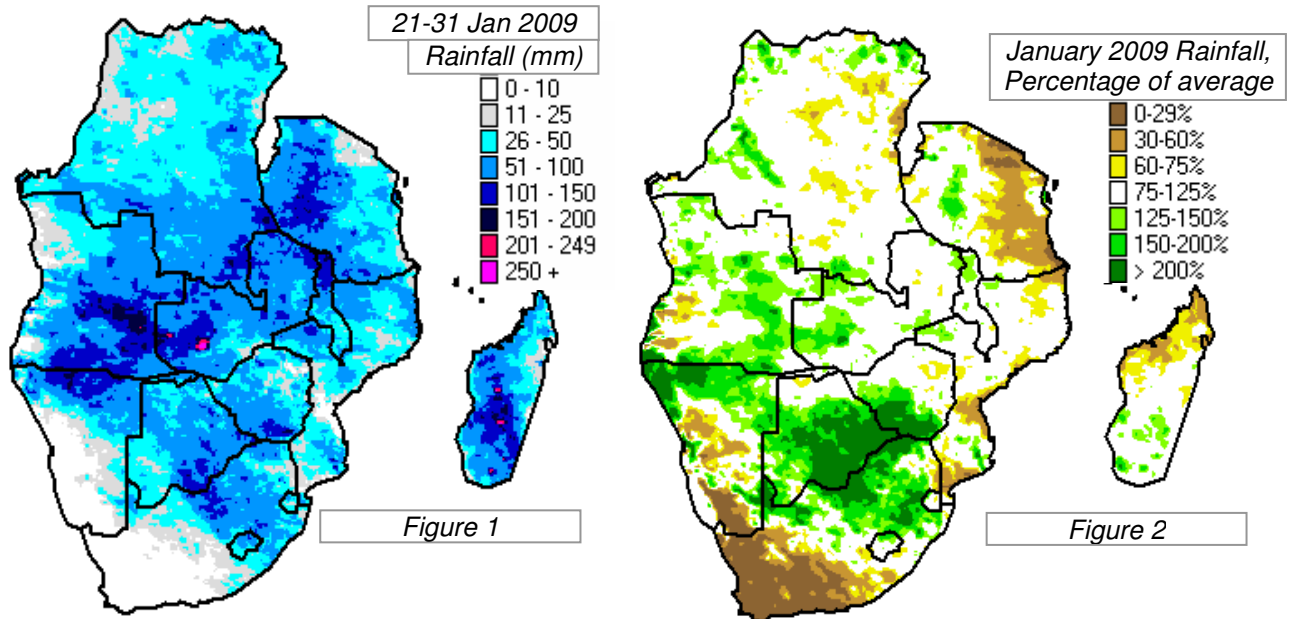 21-31 Jan 2009
Rainfall (mm)
0 - 10
11 - 25
26 - 50
51 - 100
101 - 150
151 - 200
201 - 249
250 +
Figure 1
January 2009 Rainfall,
Percentage of average
0-29%
30-60%
60-75%
75-125%
125-150%
150-200%
> 200%
Figure 2